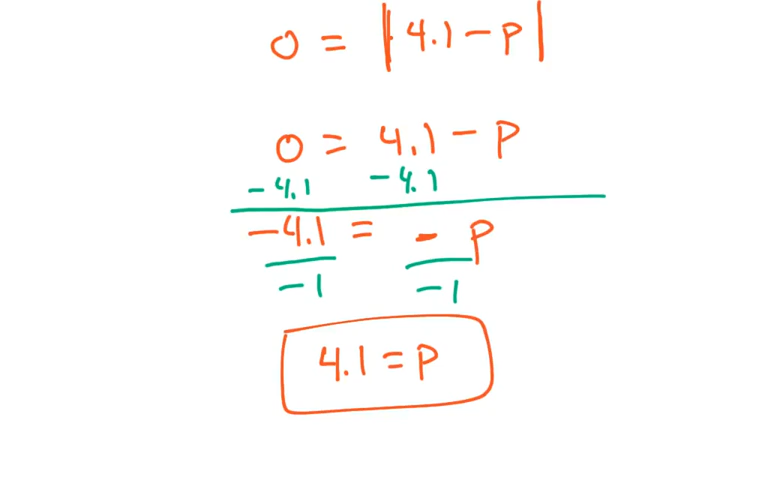 0 = |4.1 - p|
0 = 4.1 - p
-4.1 -4.1
-4.1 = - p
-1 -1
4.1 = p